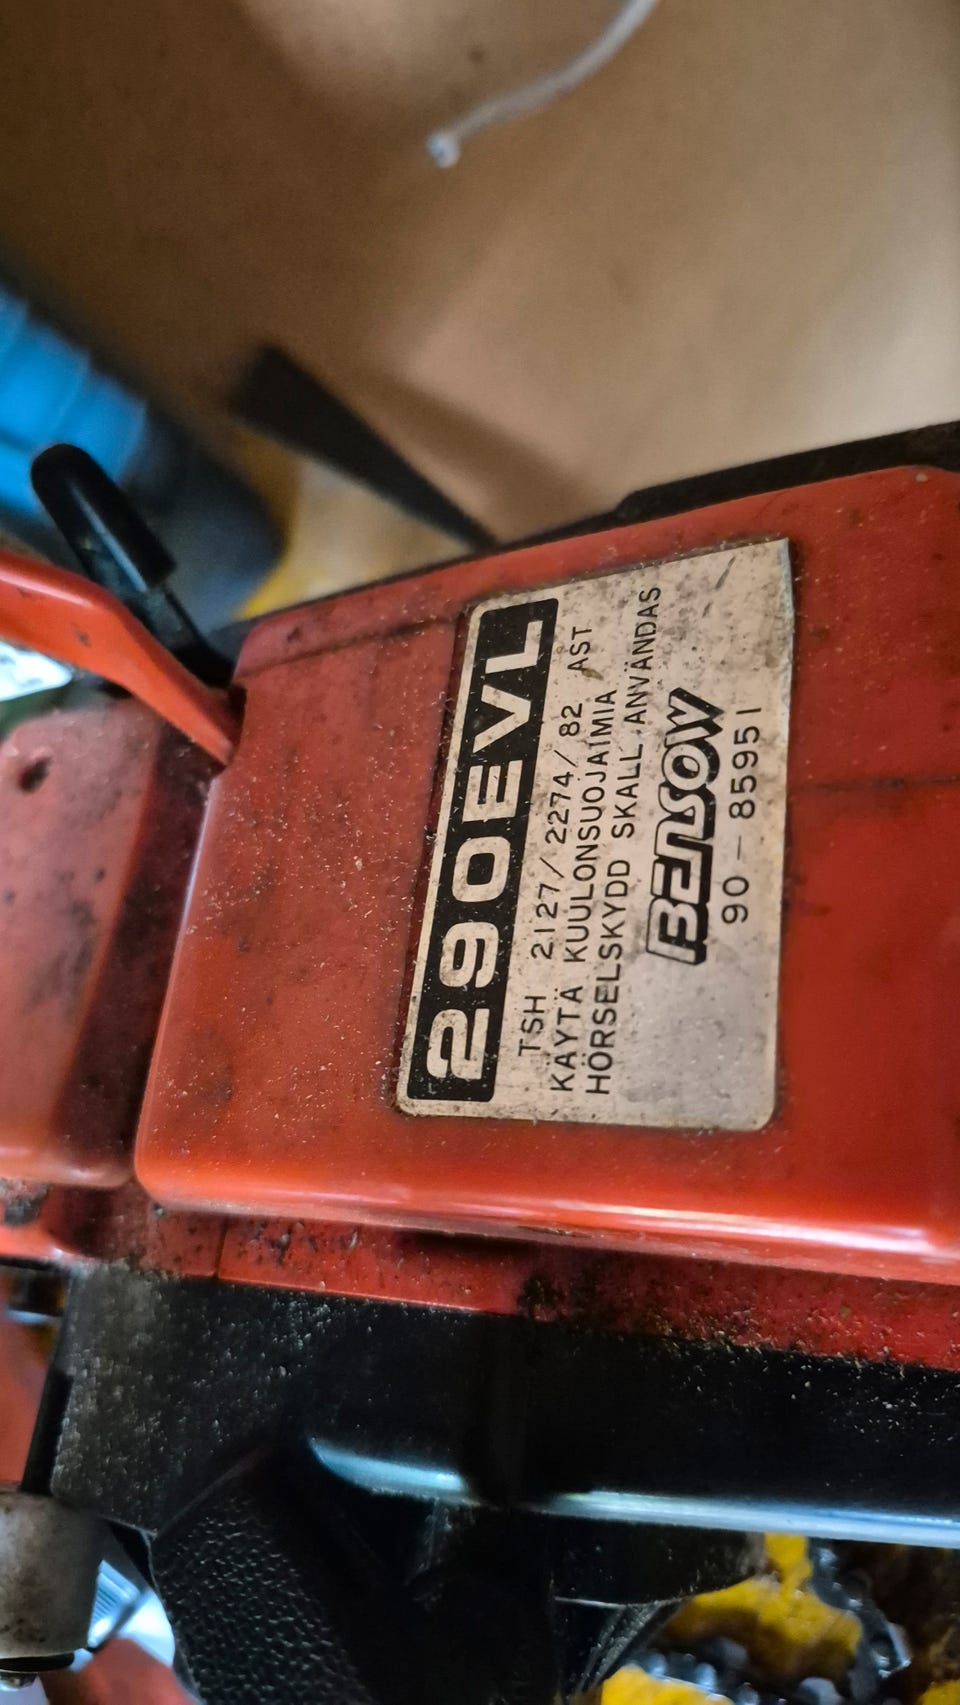 290EVL
TSH 2127/2274/82 AST
KÄYTÄ KUULONSUOJAIMIA
HÖRSELSKYDD SKALL ANVÄNDAS
BENSOW
90-85951